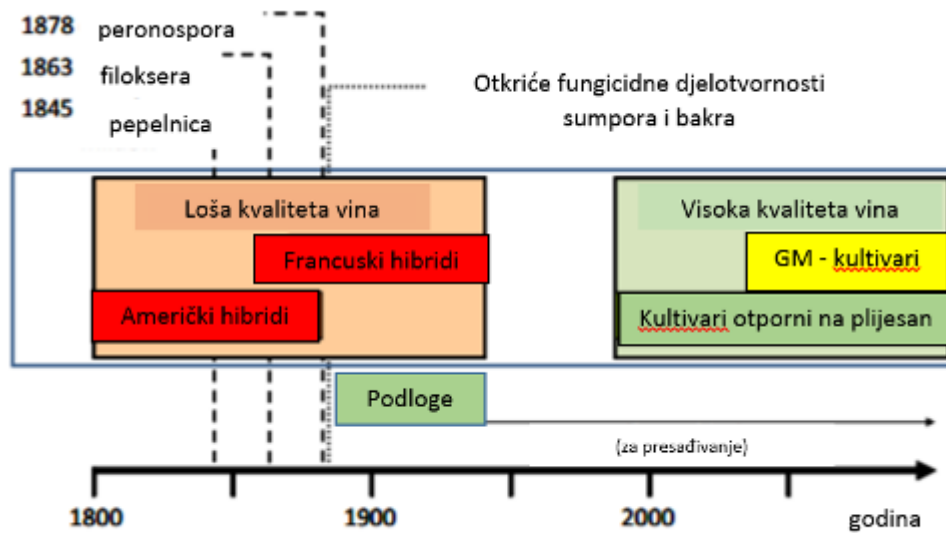 1878 peronospora
1863 filoksera
1845 pepelnica
Otkriće fungicidne djelotvornosti
sumpora i bakra
Loša kvaliteta vina
Visoka kvaliteta vina
Francuski hibridi
GM - kultivari
Američki hibridi
Kultivari otporni na plijesan
Podloge
(za presađivanje)
1800
1900
2000
godina